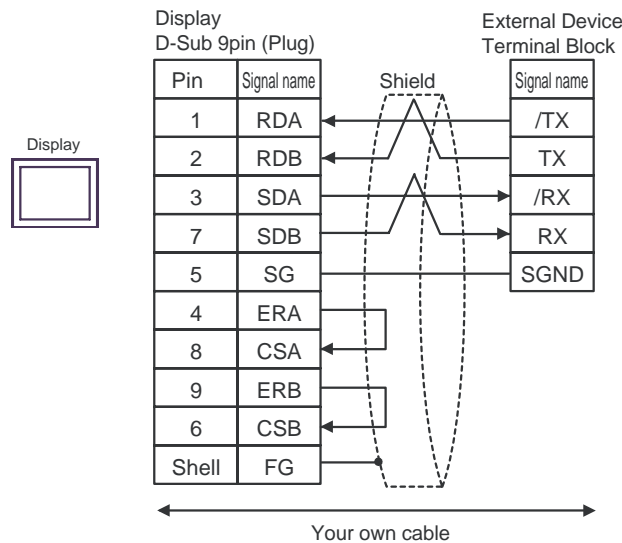 Display
D-Sub 9pin (Plug)
External Device
Terminal Block
Pin Signal name Shield Signal name
1 RDA /TX
2 RDB TX
3 SDA /RX
7 SDB RX
5 SG SGND
4 ERA
8 CSA
9 ERB
6 CSB
Shell FG
Display
Your own cable